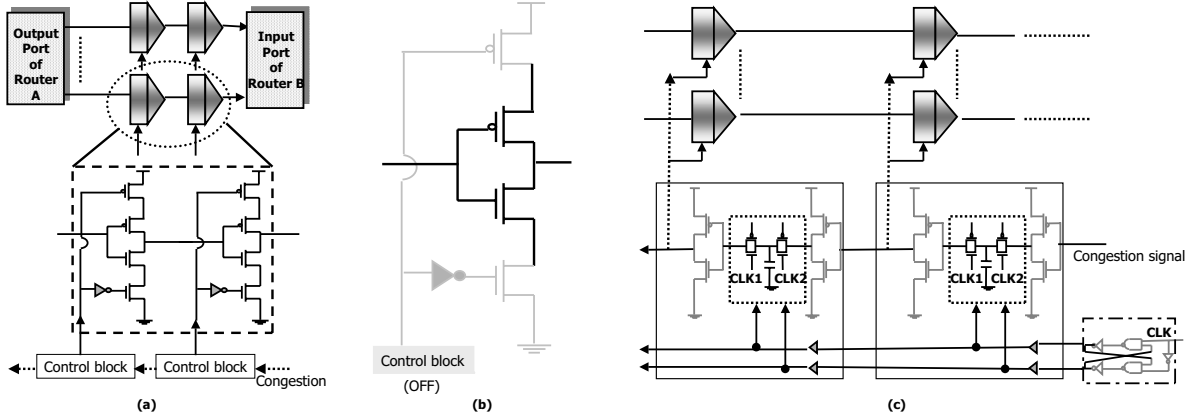 Output
Port
of
Router
A
Input
Port
of
Router B
Control block
Control block
Congestion
(a)
Control block
(OFF)
(b)
CLK1
CLK2
CLK1
CLK2
Congestion signal
CLK
(c)